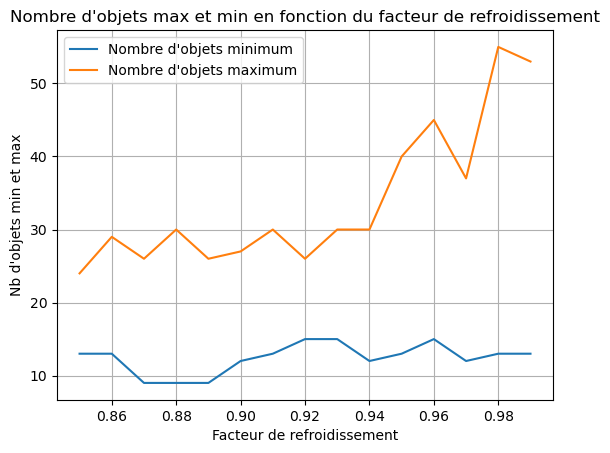 Nombre d'objets max et min en fonction du facteur de refroidissement
Nombre d'objets minimum
Nombre d'objets maximum
Nb d'objets min et max
50
40
30
20
10
0.86 0.88 0.90 0.92 0.94 0.96 0.98
Facteur de refroidissement